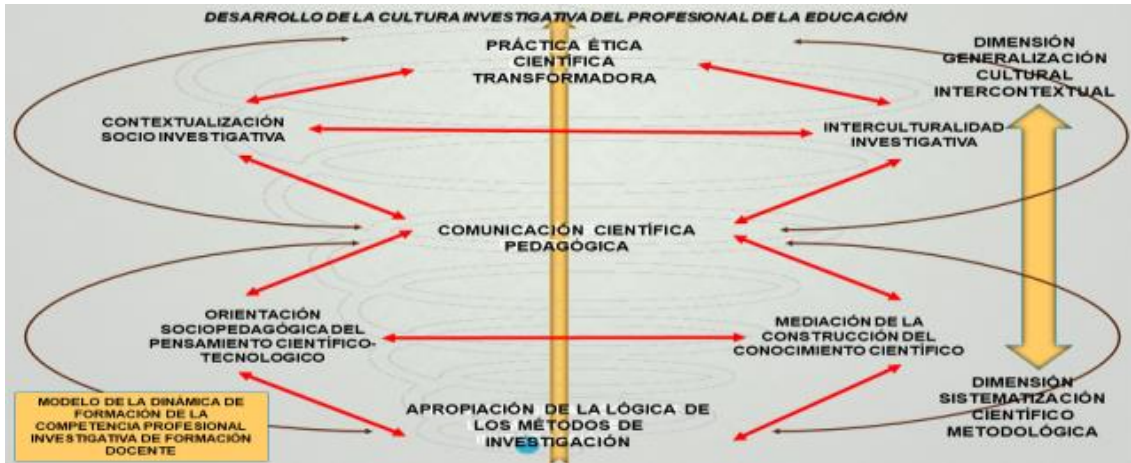 DESARROLLO DE LA CULTURA INVESTIGATIVA DEL PROFESIONAL DE LA EDUCACIÓN
PRÁCTICA ÉTICA
CIENTÍFICA
TRANSFORMADORA
DIMENSIÓN
GENERALIZACIÓN
CULTURAL
INTERCONTEXTUAL
CONTEXTUALIZACIÓN
SOCIO INVESTIGATIVA
INTERCULTURALIDAD
INVESTIGATIVA
COMUNICACIÓN CIENTÍFICA
PEDAGÓGICA
ORIENTACIÓN
SOCIOPEDAGÓGICA DEL
PENSAMIENTO CIENTÍFICO-
TECNOLOGICO
MEDIACIÓN DE LA
CONSTRUCCIÓN DEL
CONOCIMIENTO CIENTÍFICO
MODELO DE LA DINÁMICA DE
FORMACIÓN DE LA
COMPETENCIA PROFESIONAL
INVESTIGATIVA DE FORMACIÓN
DOCENTE
APROPIACIÓN DE LA LÓGICA DE
LOS MÉTODOS DE
INVESTIGACIÓN
DIMENSIÓN
SISTEMATIZACIÓN
CIENTÍFICO
METODOLÓGICA